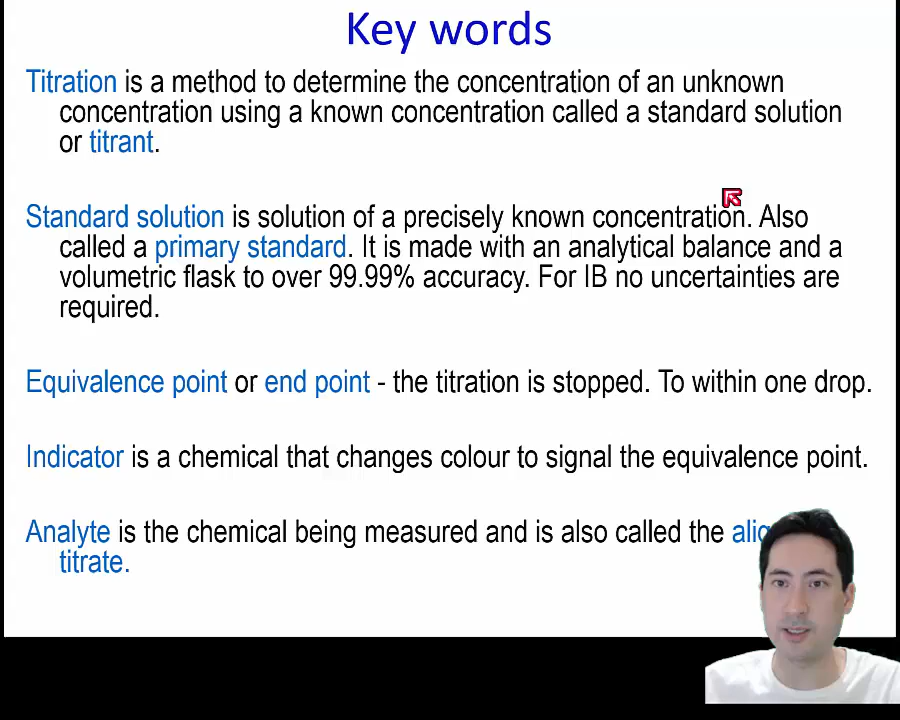 Key words
Titration is a method to determine the concentration of an unknown
concentration using a known concentration called a standard solution
or titrant.
Standard solution is solution of a precisely known concentration. Also
called a primary standard. It is made with an analytical balance and a
volumetric flask to over 99.99% accuracy. For IB no uncertainties are
required.
Equivalence point or end point - the titration is stopped. To within one drop.
Indicator is a chemical that changes colour to signal the equivalence point.
Analyte is the chemical being measured and is also called the
titrate.